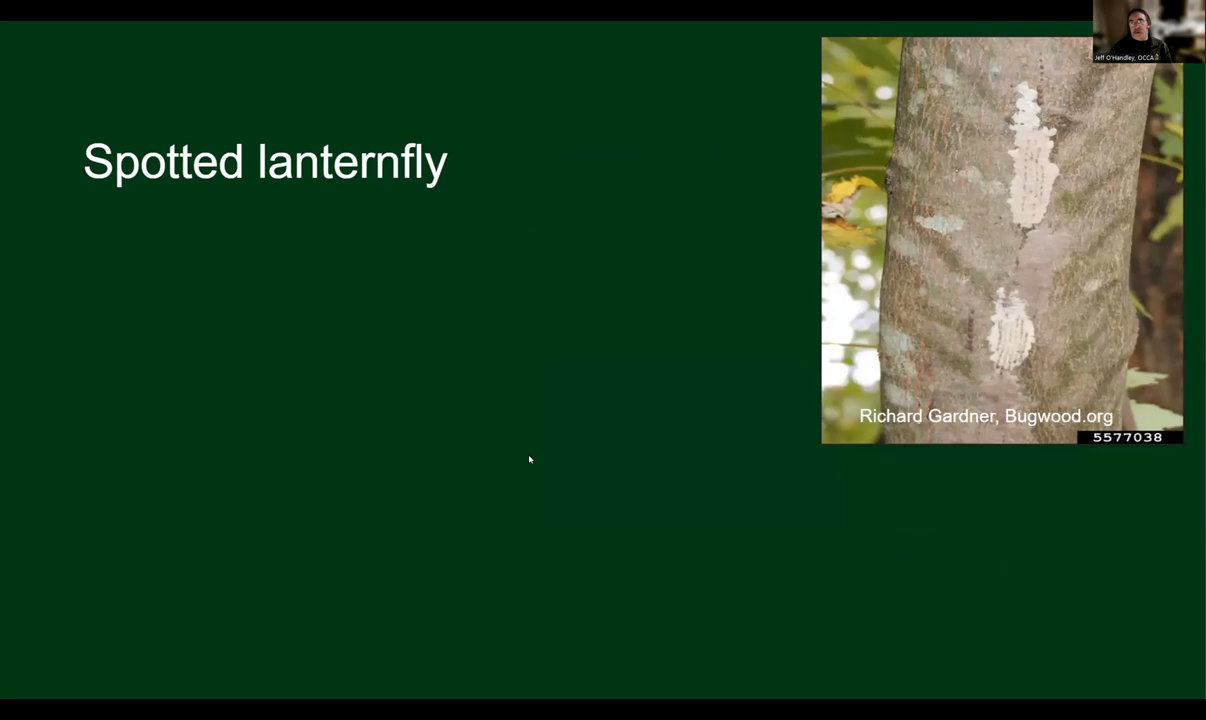 Jeff O'Handley, OCCA
Spotted lanternfly
Richard Gardner, Bugwood.org
5577038